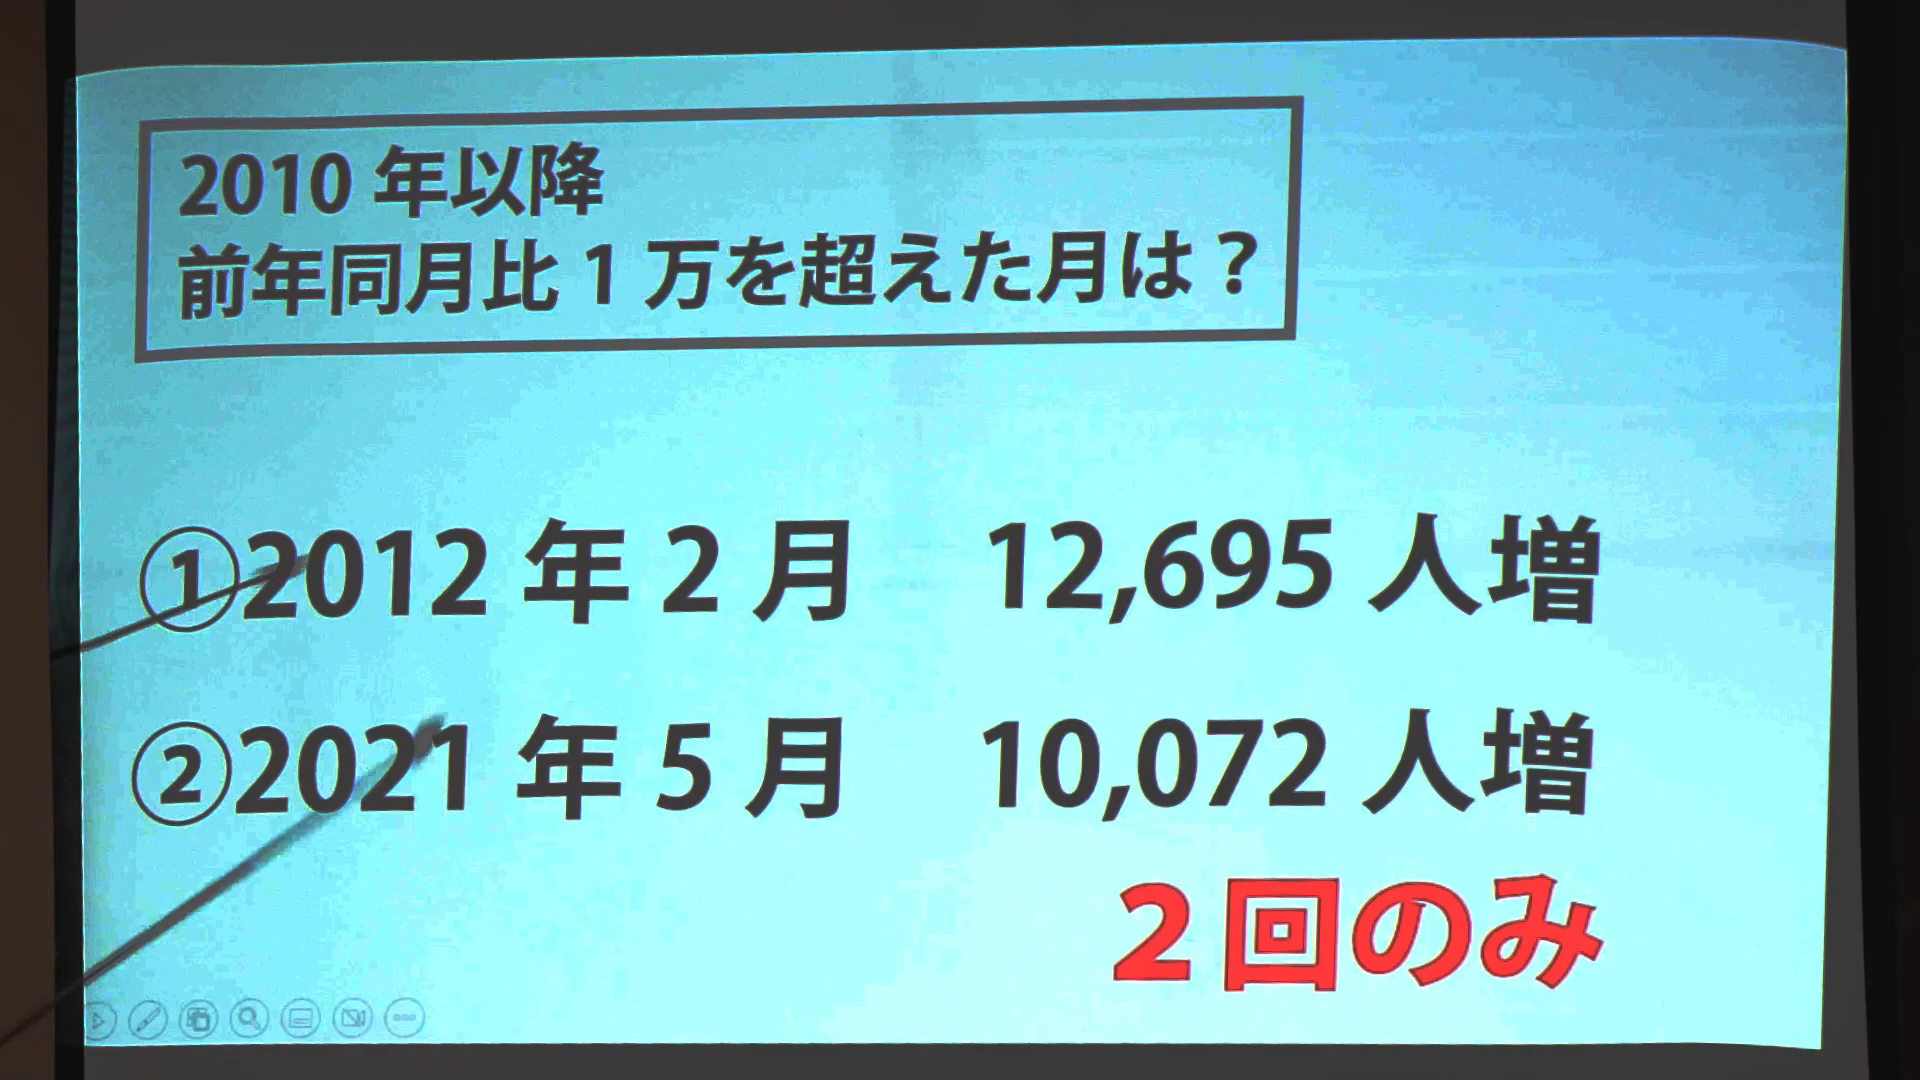 2010 年以降
前年同月比 1 万を超えた月は？
①2012 年 2 月 12,695 人増
②2021 年 5 月 10,072 人増
2 回のみ